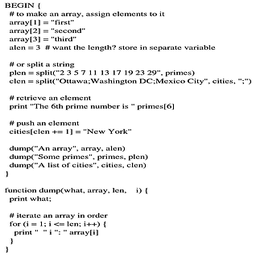 BEGIN {
# to make an array, assign elements to it
array[1] = "first"
array[2] = "second"
array[3] = "third"
alen = 3 # want the length? store in separate variable
# or split a string
plen = split("2 3 5 7 11 13 17 19 23 29", primes)
clen = split("Ottawa;Washington DC;Mexico City", cities, ";")
# retrieve an element
print "The 6th prime number is " primes[6]
# push an element
cities[clen += 1] = "New York"
dump("An array", array, alen)
dump("Some primes", primes, plen)
dump("A list of cities", cities, clen)
}
function dump(what, array, len, i) {
print what;
# iterate an array in order
for (i = 1; i <= len; i++) {
print " " i ": " array[i]
}
}